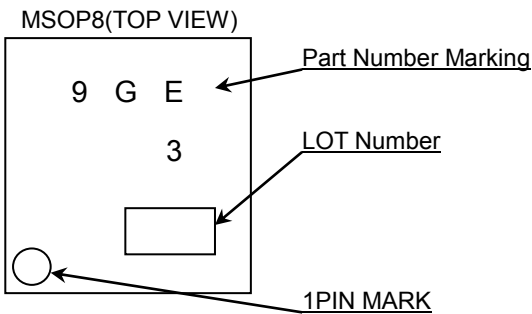 MSOP8(TOP VIEW)
Part Number Marking
9 G E
3
LOT Number
1PIN MARK